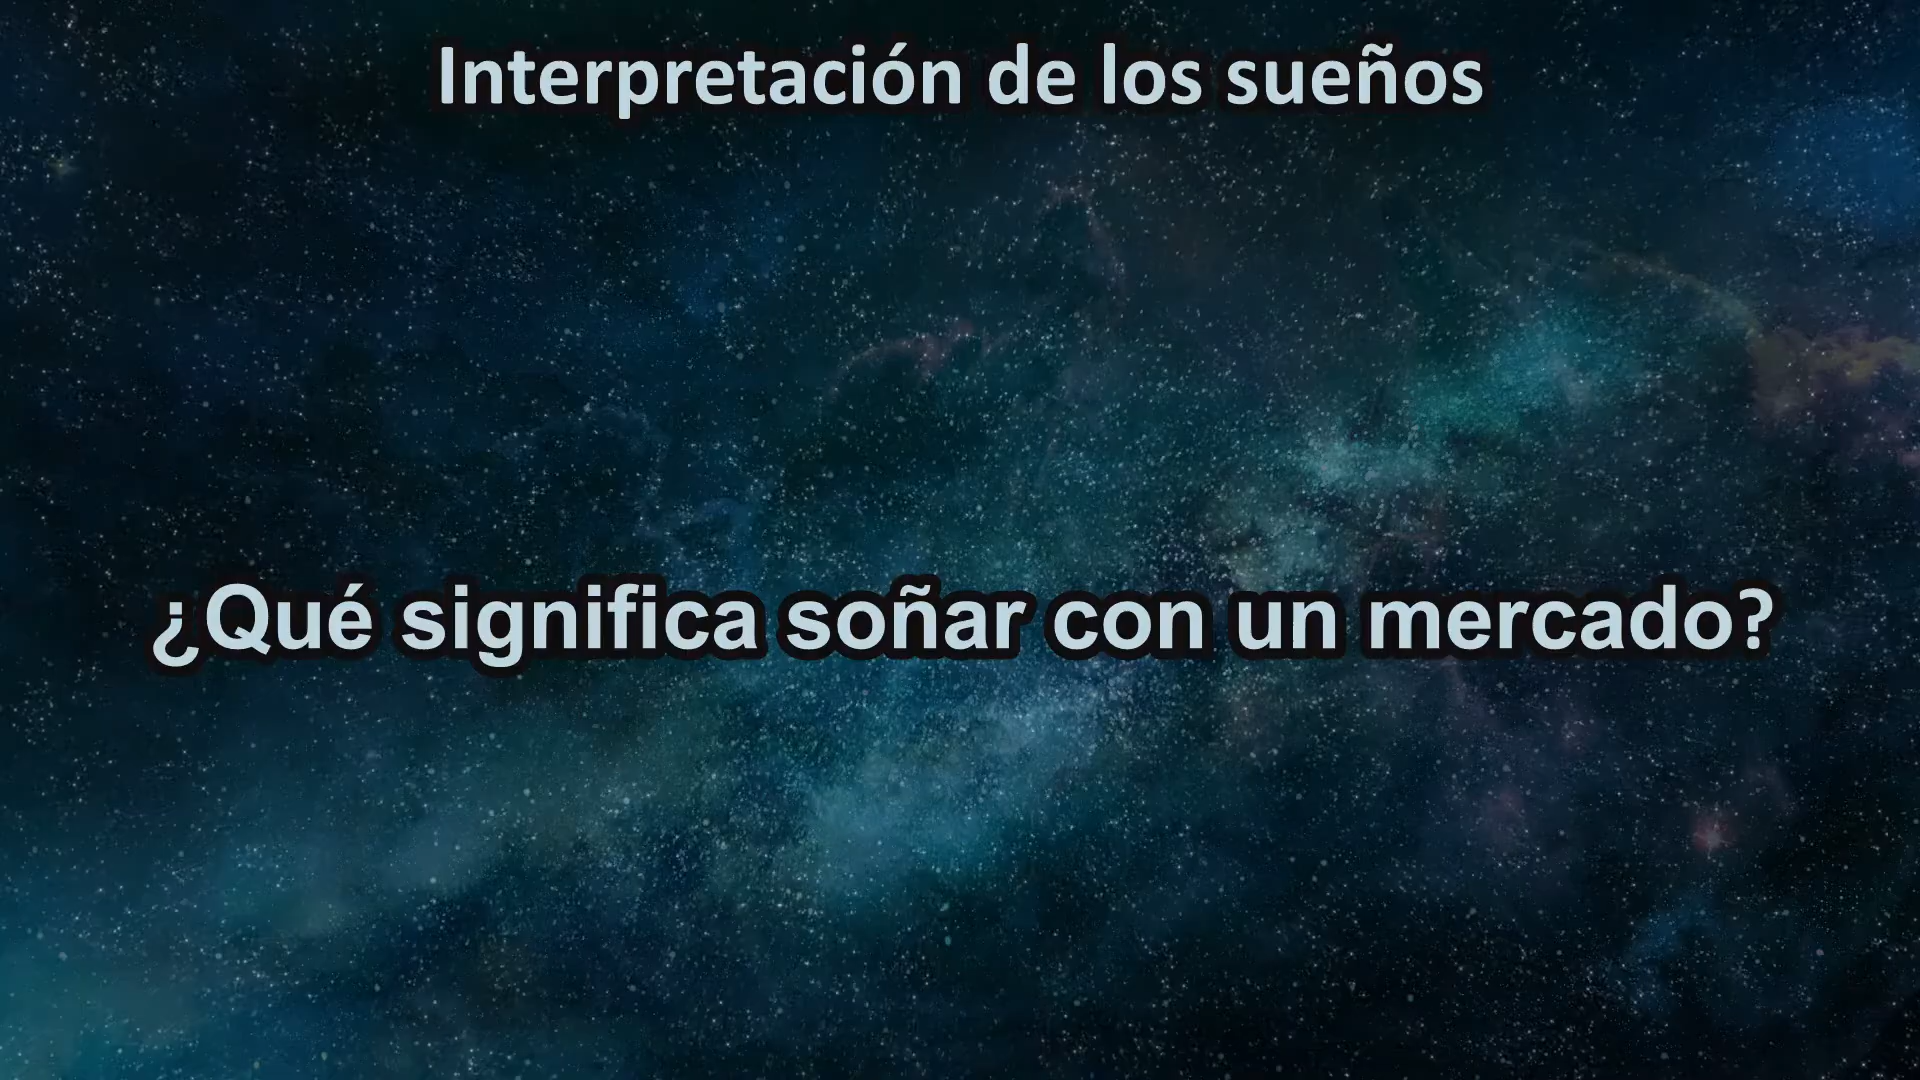 Interpretación de los sueños
¿Qué significa soñar con un mercado?